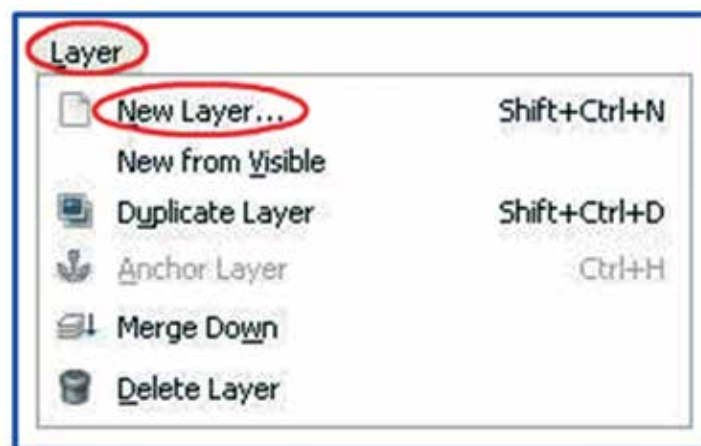 Layer
New Layer... Shift+Ctrl+N
New from Visible
Duplicate Layer Shift+Ctrl+D
Anchor Layer Ctrl+H
Merge Down
Delete Layer